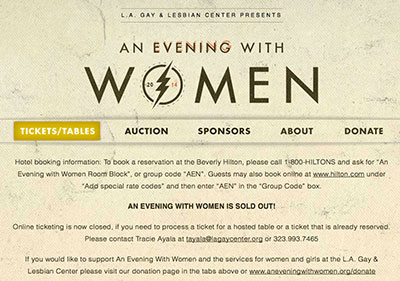 L.A. GAY & LESBIAN CENTER PRESENTS
AN EVENING WITH
WOMEN
2014
TICKETS/TABLES AUCTION SPONSORS ABOUT DONATE
Hotel booking information: To book a reservation at the Beverly Hilton, please call 1-800-HILTONS and ask for "An
Evening with Women Room Block", or group code "AEN". Guests may also book online at www.hilton.com under
"Add special rate codes" and then enter "AEN" in the "Group Code" box.
AN EVENING WITH WOMEN IS SOLD OUT!
Online ticketing is now closed, if you need to process a ticket for a hosted table or a ticket that is already reserved.
Please contact Tracie Ayala at tayala@lagaycenter.org or 323.993.7465
If you would like to support An Evening With Women and the services for women and girls at the L.A. Gay &
Lesbian Center please visit our donation page in the tabs above or www.aneveningwithwomen.org/donate